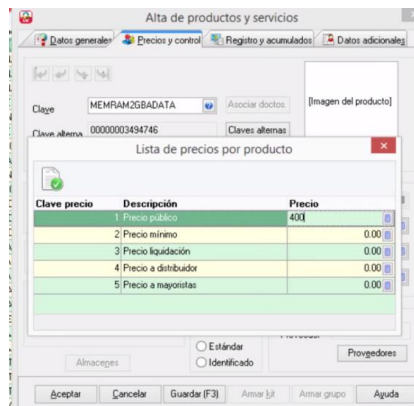 Alta de productos y servicios
Datos generales Precios y control Registro y acumulados Datos adicionales
[Imagen del producto]
Clave MEMRAM2GBADATA Asociar doctos.
Clave alterna 00000003494746 Claves alternas
Lista de precios por producto
Clave precio Descripción Precio
1 Precio público 400
2 Precio mínimo 0.00
3 Precio liquidación 0.00
4 Precio a distribuidor 0.00
5 Precio a mayoristas 0.00
Estándar
Identificado
Almacenes Proveedores
Aceptar Cancelar Guardar (F3) Armar kit Armar grupo Ayuda